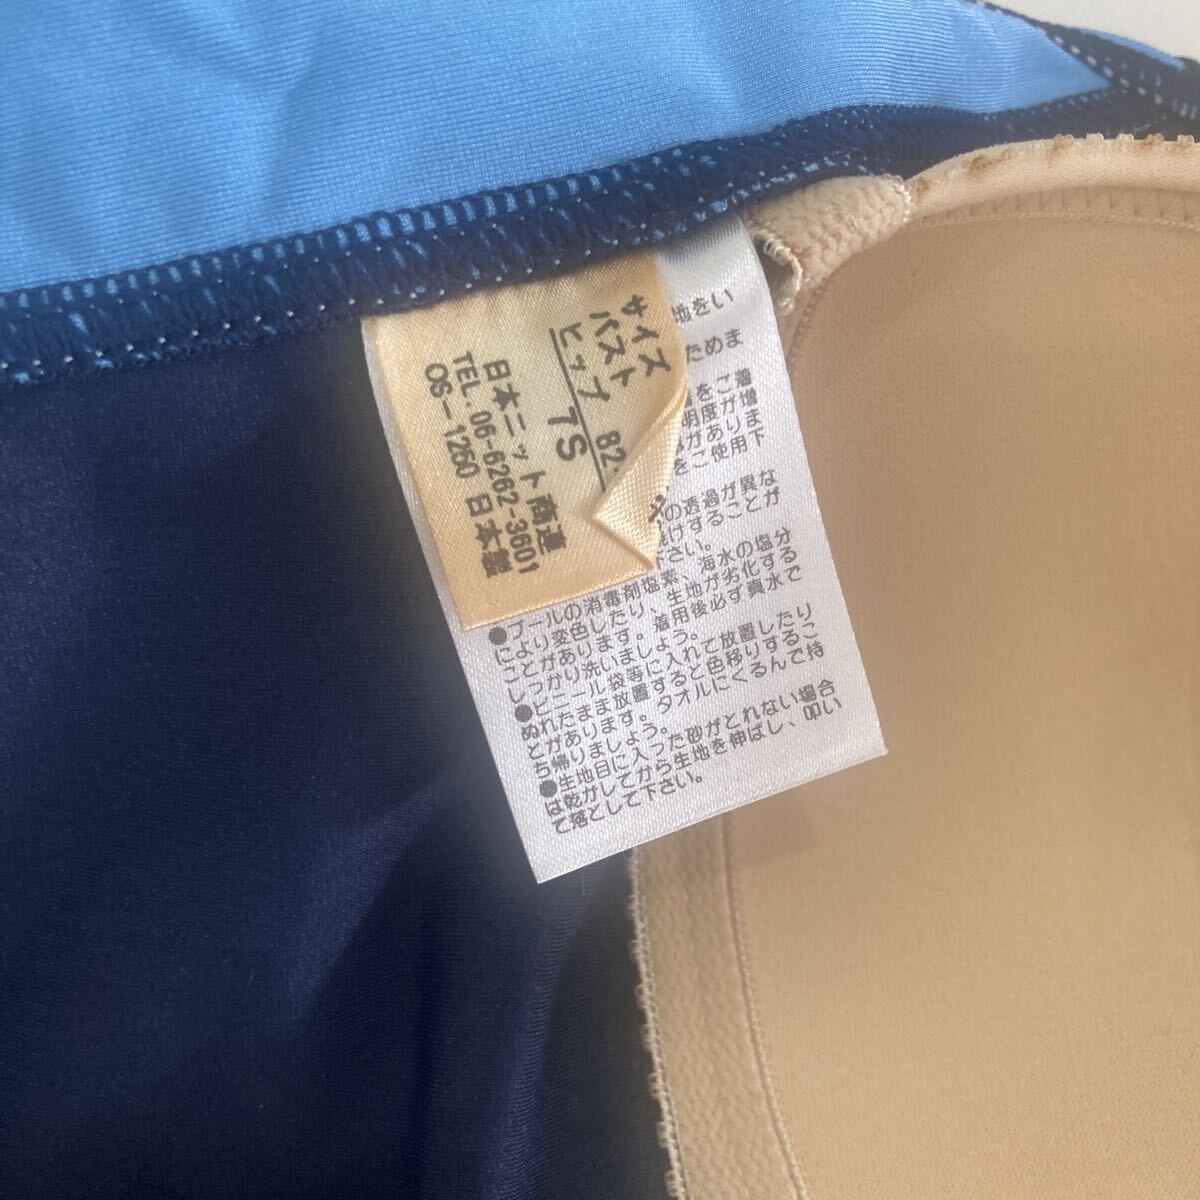 サイズ
バスト 82
ヒップ
7S
日本ニット商連
TEL・06-6262-3601
OS-1250 日本製
地をい
ためま
をご着
明度が増
がありま
をご使用下
の透過が異な
けすることが
下さい。
●プールの消毒剤塩素、海水の塩分
により変色したり、生地が劣化する
ことがあります。着用後必ず真水で
しっかり洗いましょう。
●ビニール袋等に入れて放置したり
ぬれたまま放置すると色移りするこ
とがあります。タオルにくるんで持
ち帰りましょう。
●生地目に入った砂がとれない場合
は乾かしてから生地を伸ばし、叩い
て落として下さい。